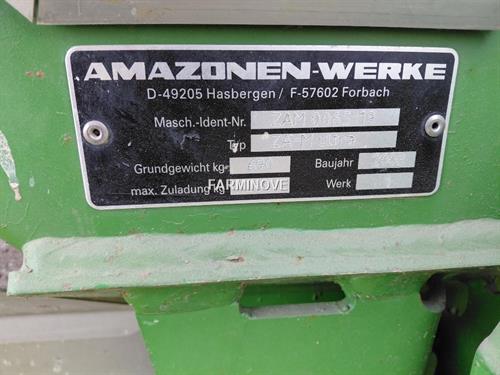 AMAZONEN-WERKE
D-49205 Hasbergen / F-57602 Forbach
Masch.-Ident-Nr.
Typ
Grundgewicht kg Baujahr
max. Zuladung kg Werk
FARMINOVE